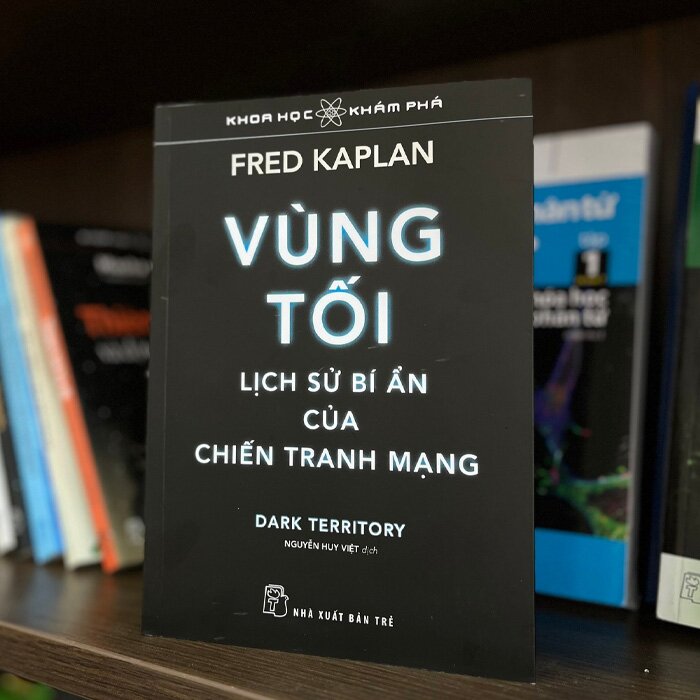 KHOA HỌC KHÁM PHÁ
FRED KAPLAN
VÙNG
TỐI
LỊCH SỬ BÍ ẨN
CỦA
CHIẾN TRANH MẠNG
DARK TERRITORY
NGUYỄN HUY VIỆT dịch
NHÀ XUẤT BẢN TRẺ
1